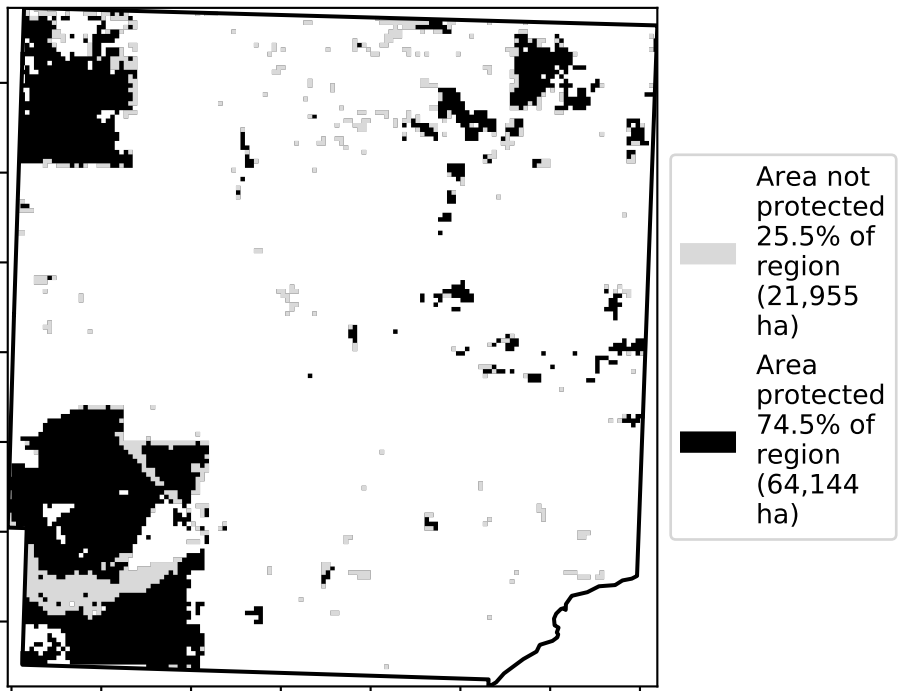 Area not
protected
25.5% of
region
(21,955
ha)
Area
protected
74.5% of
region
(64,144
ha)